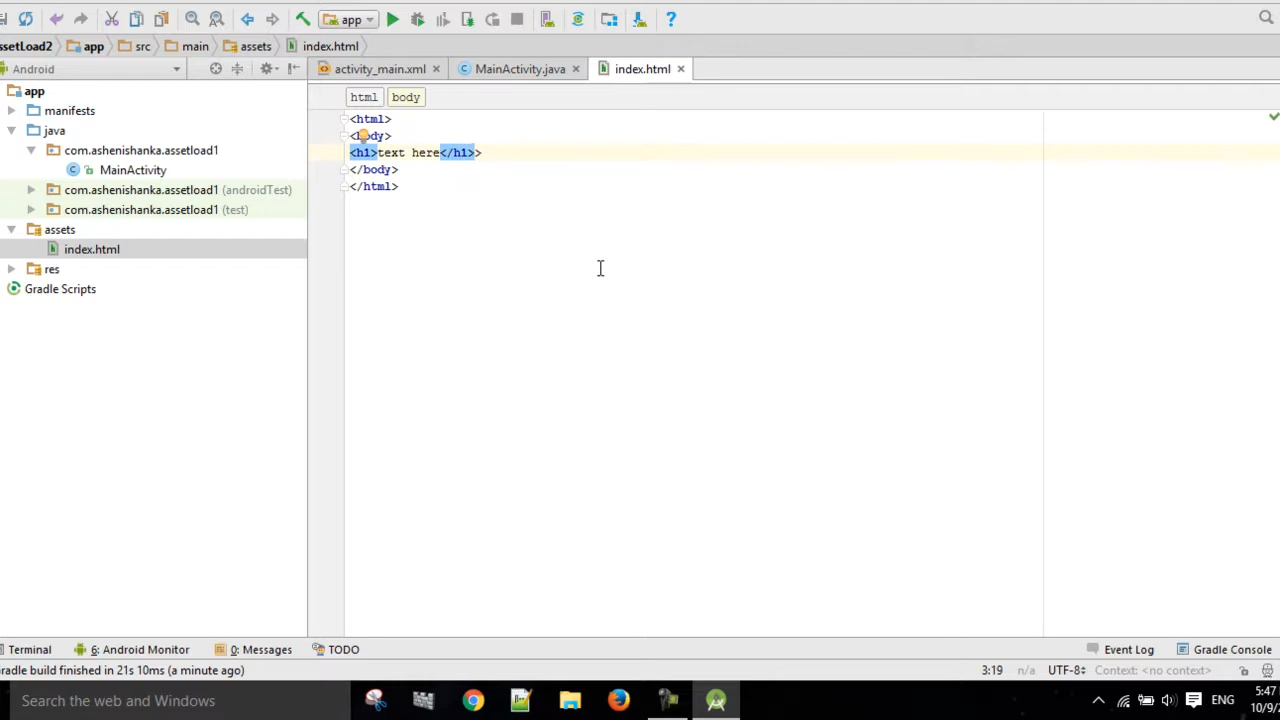 app
ssetLoad2 app src main assets index.html
Android
activity_main.xml MainActivity.java index.html
app
manifests
java
com.ashenishanka.assetload1
MainActivity
com.ashenishanka.assetload1 (androidTest)
com.ashenishanka.assetload1 (test)
assets
index.html
res
Gradle Scripts
html body
<html>
<body>
<h1>text here</h1>>
</body>
</html>
Terminal 6: Android Monitor 0: Messages TODO Event Log Gradle Console
radle build finished in 21s 10ms (a minute ago) 3:19 n/a UTF-8 Context: <no context>
Search the web and Windows
ENG
5:47
10/9/2